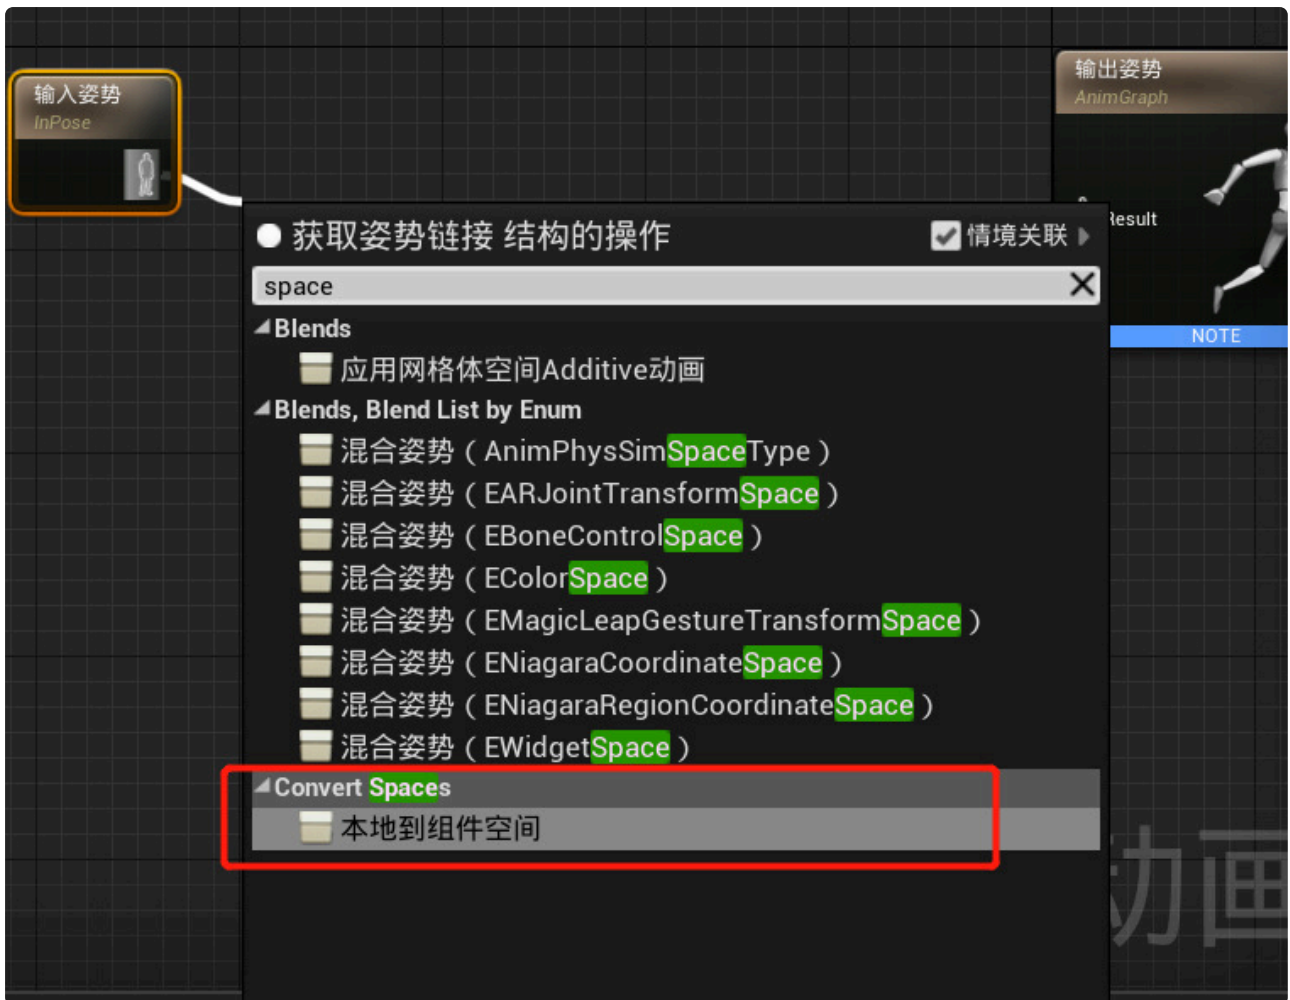 输入姿势
InPose
输出姿势
AnimGraph
Result
NOTE
获取姿势链接 结构的操作
情境关联
space
Blends
应用网格体空间Additive动画
Blends, Blend List by Enum
混合姿势（AnimPhysSimSpaceType）
混合姿势（EARJointTransformSpace）
混合姿势（EBoneControlSpace）
混合姿势（EColorSpace）
混合姿势（EMagicLeapGestureTransformSpace）
混合姿势（ENiagaraCoordinateSpace）
混合姿势（ENiagaraRegionCoordinateSpace）
混合姿势（EWidgetSpace）
Convert Spaces
本地到组件空间
动画